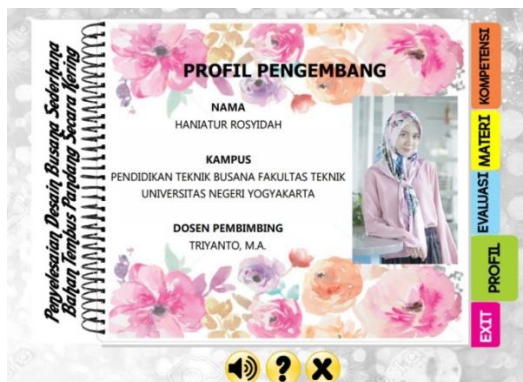 Penyelesaian Desain Busana Sederhana
Bahan Tembus Pandang Secara Kering
PROFIL PENGEMBANG
NAMA
HANIATUR ROSYIDAH
KAMPUS
PENDIDIKAN TEKNIK BUSANA FAKULTAS TEKNIK
UNIVERSITAS NEGERI YOGYAKARTA
DOSEN PEMBIMBING
TRIYANTO, M.A.
KOMPETENSI
MATERI
EVALUASI
PROFIL
EXIT
?
X